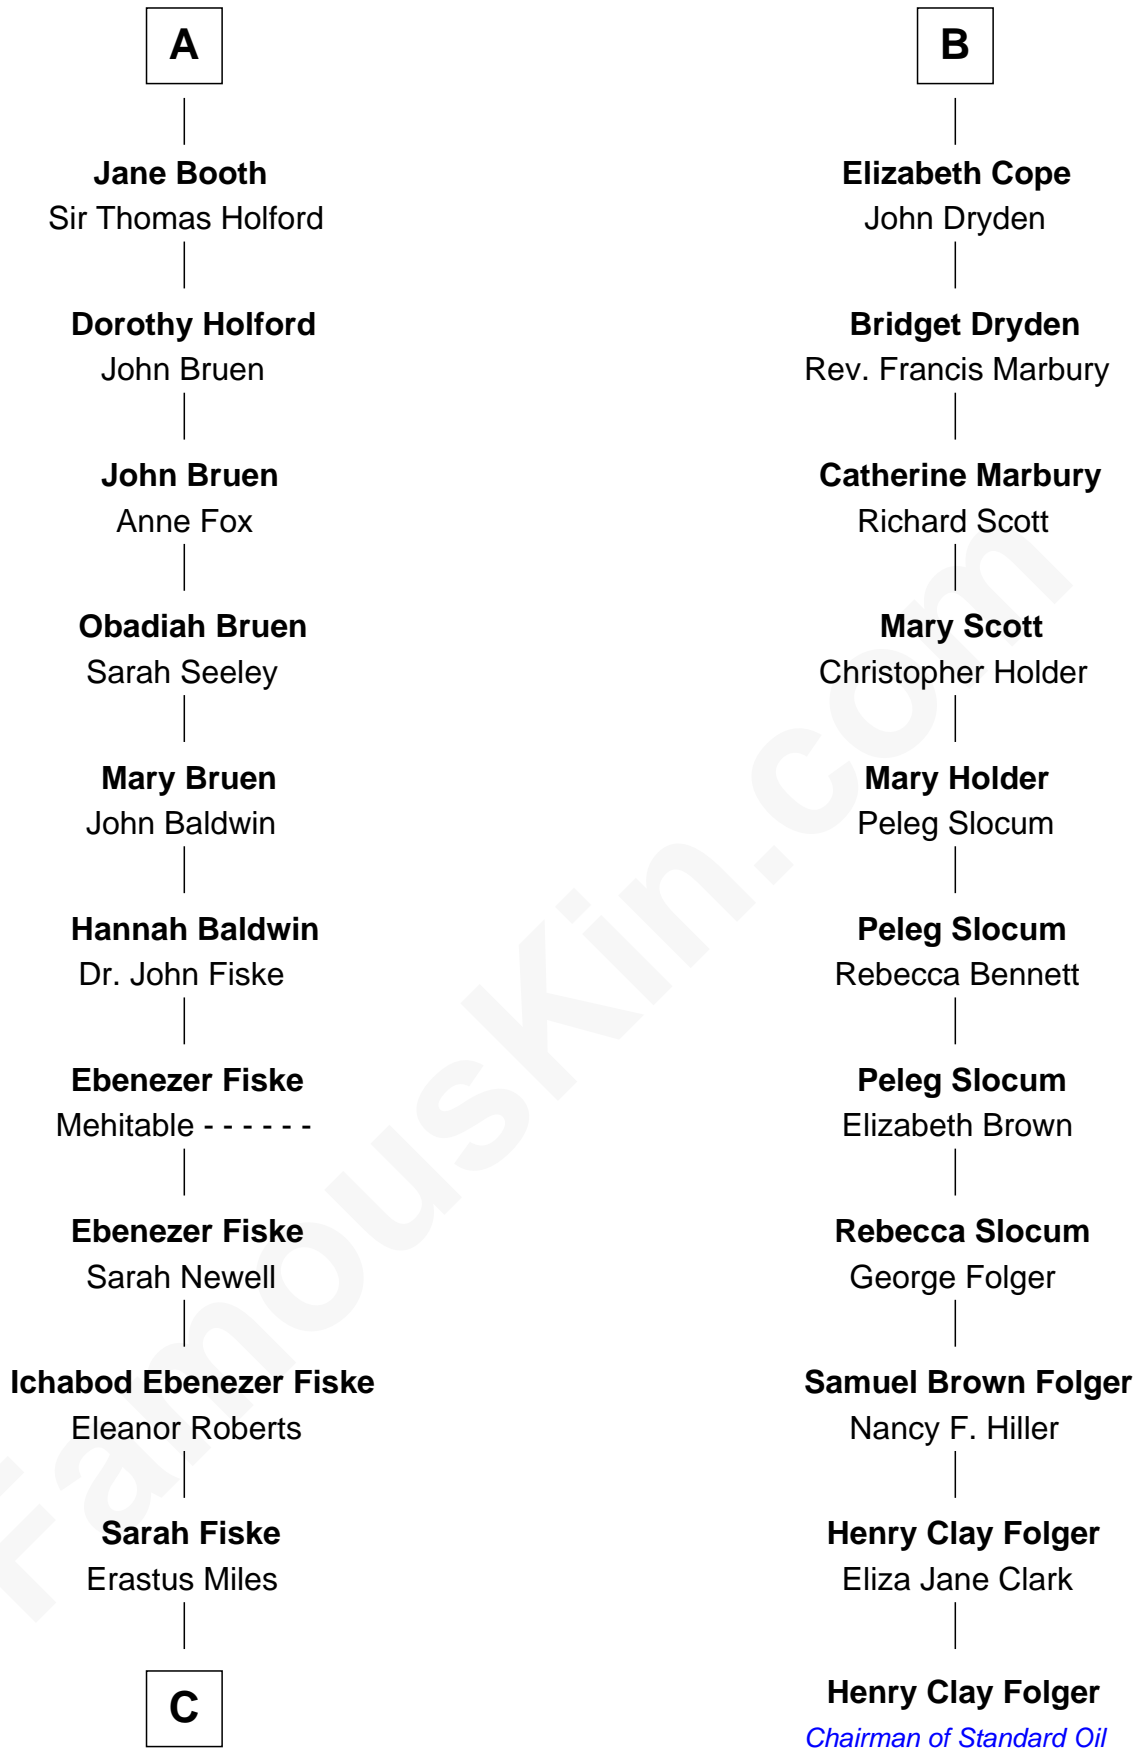 A
Jane Booth
Sir Thomas Holford
Dorothy Holford
John Bruen
John Bruen
Anne Fox
Obadiah Bruen
Sarah Seeley
Mary Bruen
John Baldwin
Hannah Baldwin
Dr. John Fiske
Ebenezer Fiske
Mehitable - - - - - -
Ebenezer Fiske
Sarah Newell
Ichabod Ebenezer Fiske
Eleanor Roberts
Sarah Fiske
Erastus Miles
C
B
Elizabeth Cope
John Dryden
Bridget Dryden
Rev. Francis Marbury
Catherine Marbury
Richard Scott
Mary Scott
Christopher Holder
Mary Holder
Peleg Slocum
Peleg Slocum
Rebecca Bennett
Peleg Slocum
Elizabeth Brown
Rebecca Slocum
George Folger
Samuel Brown Folger
Nancy F. Hiller
Henry Clay Folger
Eliza Jane Clark
Henry Clay Folger
Chairman of Standard Oil
FamousKin.com